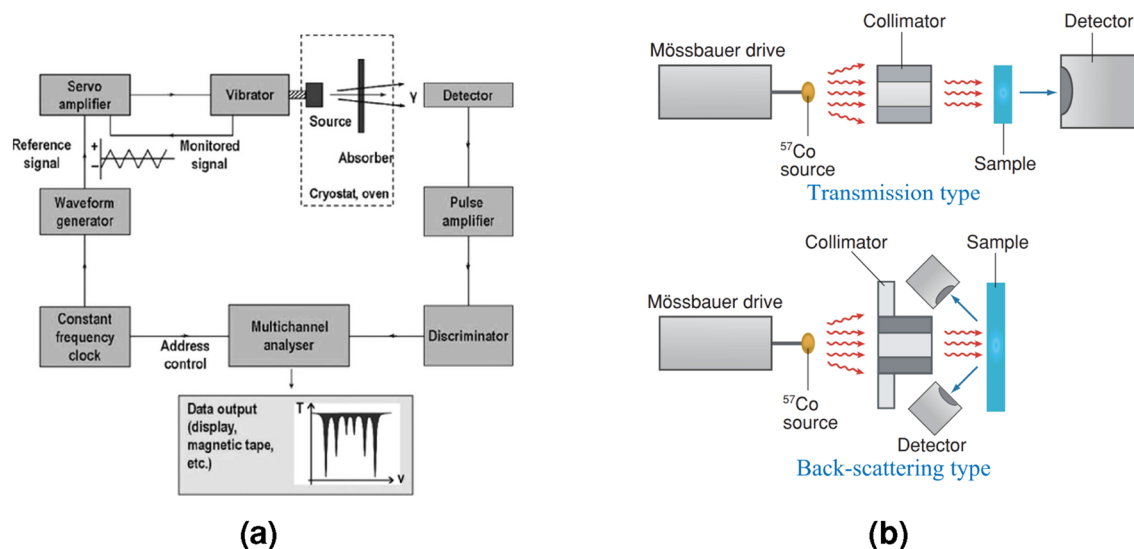 Servo
amplifier
Vibrator
Source
γ
Detector
Reference
signal
+
−
Monitored
signal
Absorber
Cryostat, oven
Waveform
generator
Pulse
amplifier
Constant
frequency
clock
Address
control
Multichannel
analyser
Discriminator
Data output
(display,
magnetic tape,
etc.)
T
v
(a)
Mössbauer drive
Collimator
Detector
57Co
source
Sample
Transmission type
Collimator
Sample
Mössbauer drive
57Co
source
Detector
Back-scattering type
(b)